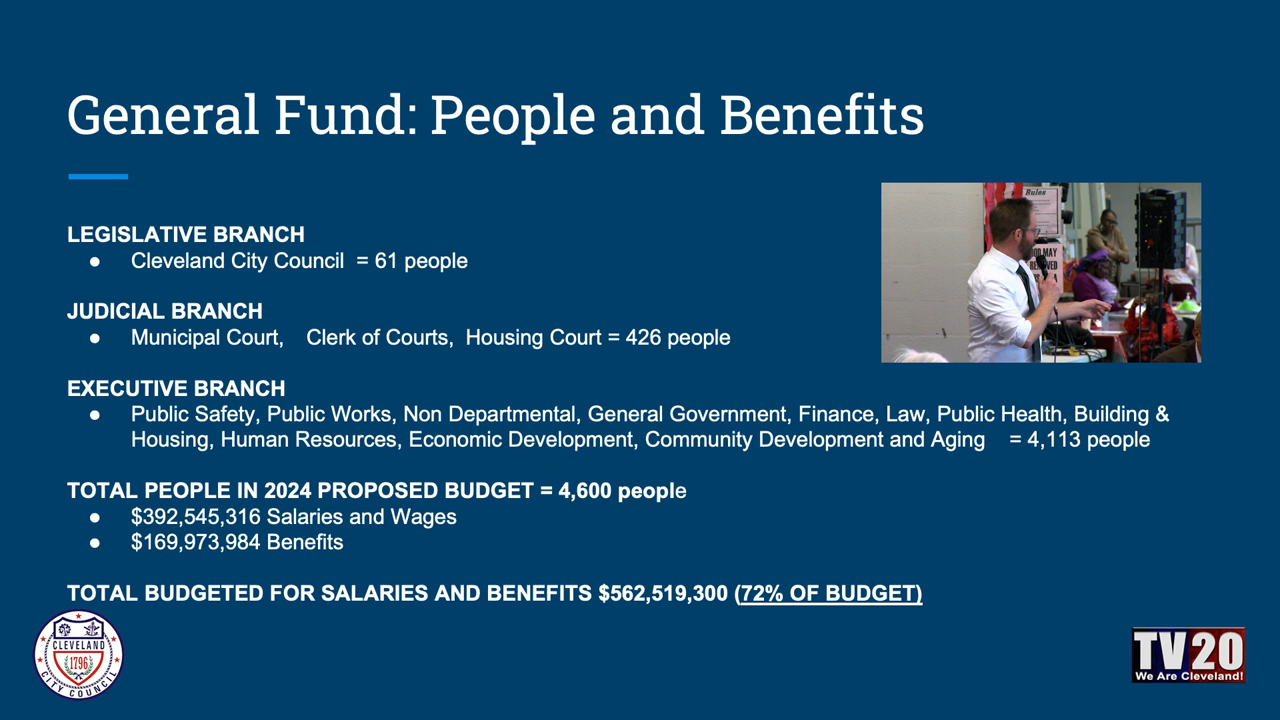 General Fund: People and Benefits
LEGISLATIVE BRANCH
● Cleveland City Council = 61 people
JUDICIAL BRANCH
● Municipal Court, Clerk of Courts, Housing Court = 426 people
EXECUTIVE BRANCH
● Public Safety, Public Works, Non Departmental, General Government, Finance, Law, Public Health, Building &
Housing, Human Resources, Economic Development, Community Development and Aging = 4,113 people
TOTAL PEOPLE IN 2024 PROPOSED BUDGET = 4,600 people
● $392,545,316 Salaries and Wages
● $169,973,984 Benefits
TOTAL BUDGETED FOR SALARIES AND BENEFITS $562,519,300 (72% OF BUDGET)
Rules
MAY
CLEVELAND
1796
CITY COUNCIL
TV20
We Are Cleveland!